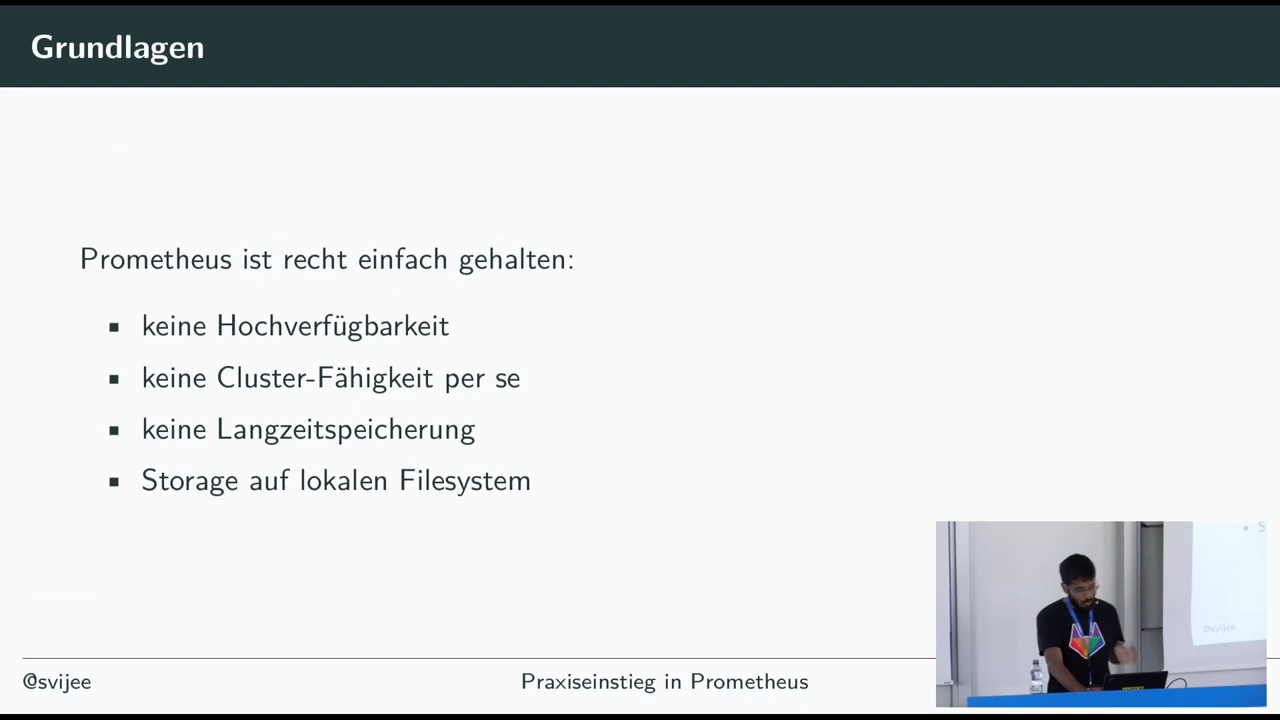 Grundlagen
Prometheus ist recht einfach gehalten:
▪ keine Hochverfügbarkeit
▪ keine Cluster-Fähigkeit per se
▪ keine Langzeitspeicherung
▪ Storage auf lokalen Filesystem
@svijee
Praxiseinstieg in Prometheus
▪ S
@svijee